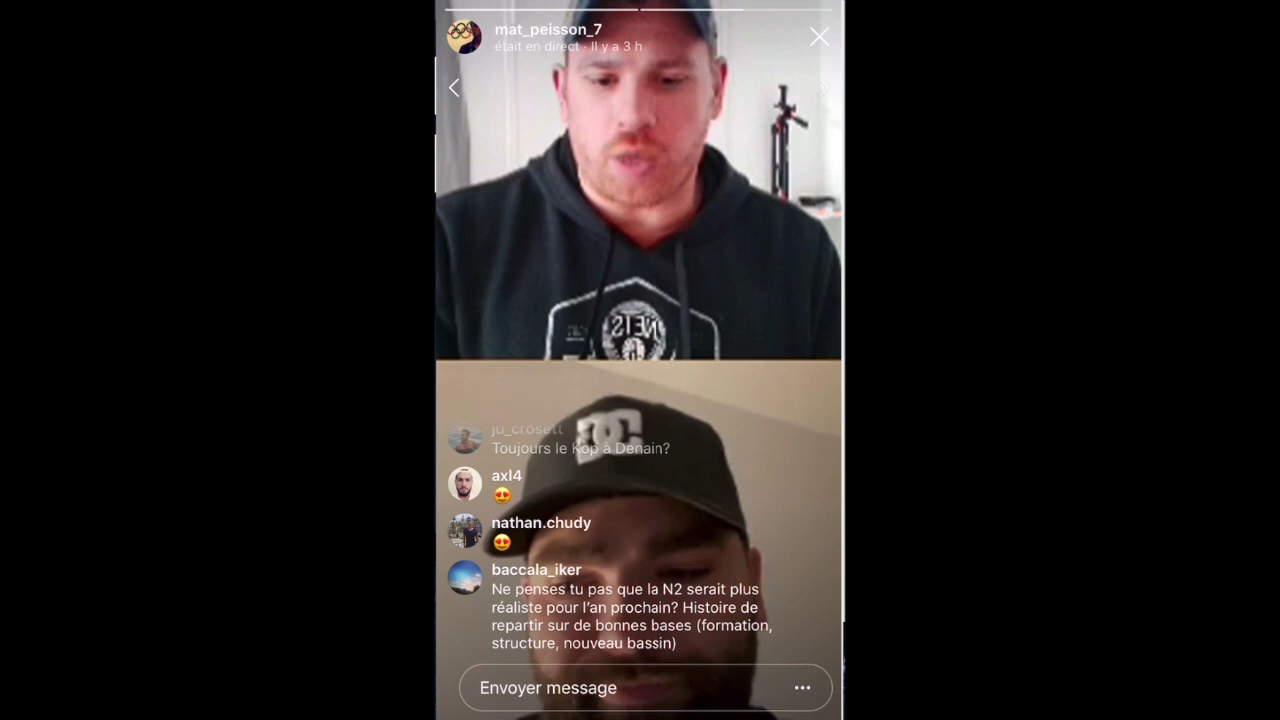 mat_peisson_7
était en direct · Il y a 3 h
NETS
DC
ju_crosett
Toujours le Kop à Denain?
axl4
nathan.chudy
baccala_iker
Ne penses tu pas que la N2 serait plus
réaliste pour l'an prochain? Histoire de
repartir sur de bonnes bases (formation,
structure, nouveau bassin)
Envoyer message